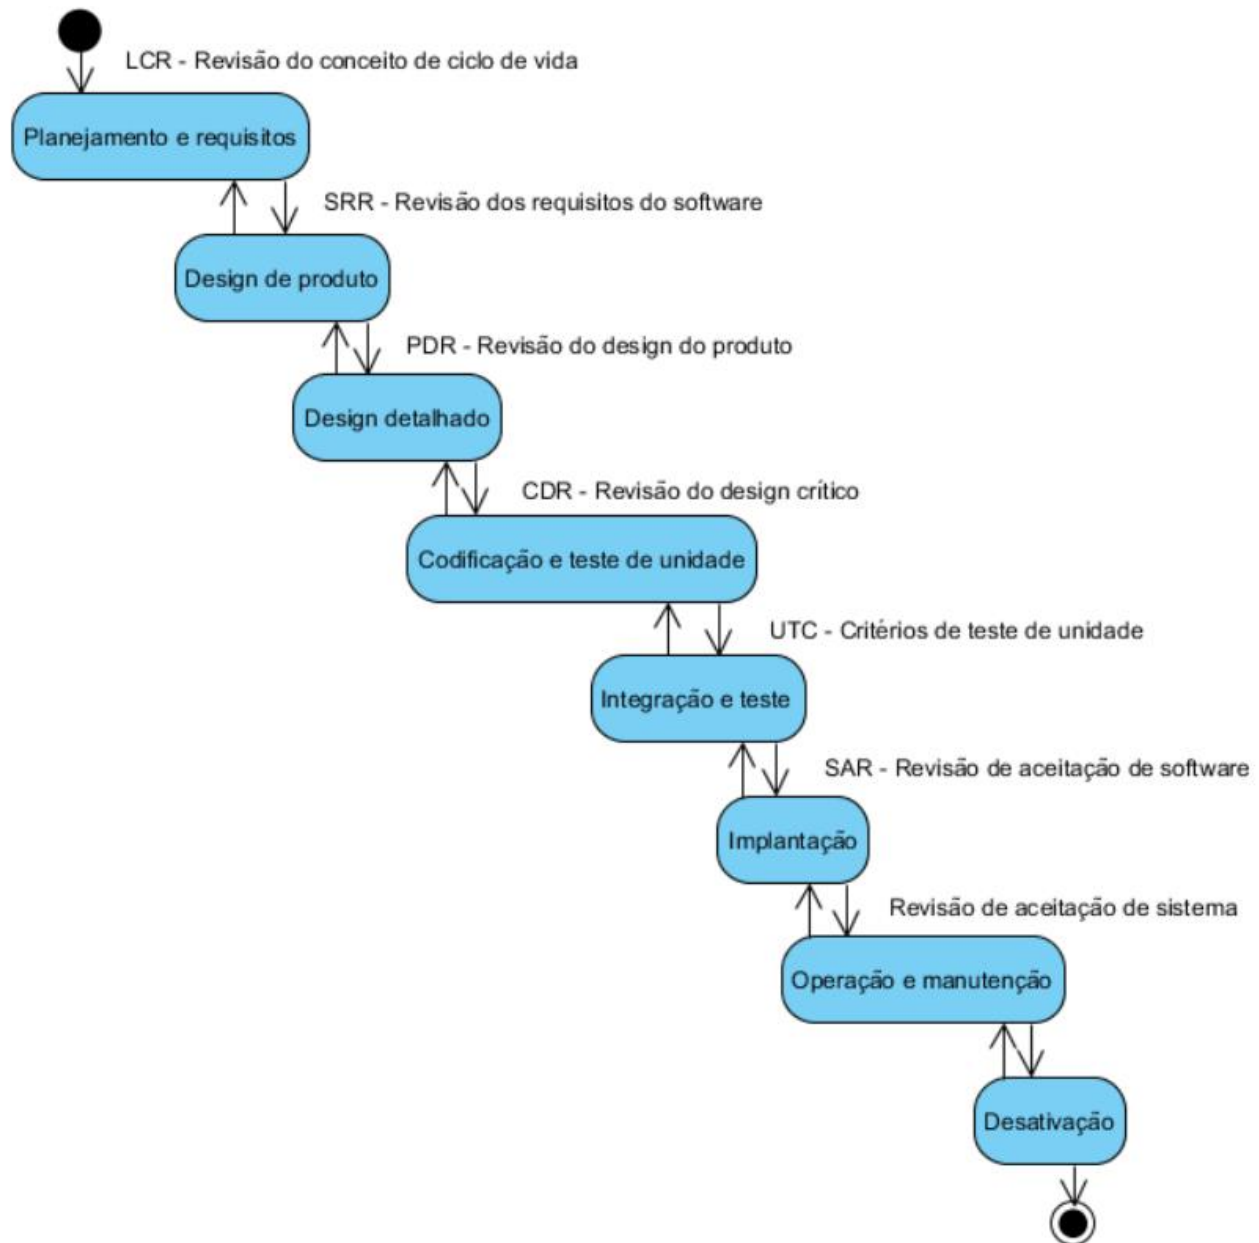 LCR - Revisão do conceito de ciclo de vida
Planejamento e requisitos
SRR - Revisão dos requisitos do software
Design de produto
PDR - Revisão do design do produto
Design detalhado
CDR - Revisão do design crítico
Codificação e teste de unidade
UTC - Critérios de teste de unidade
Integração e teste
SAR - Revisão de aceitação de software
Implantação
Revisão de aceitação de sistema
Operação e manutenção
Desativação